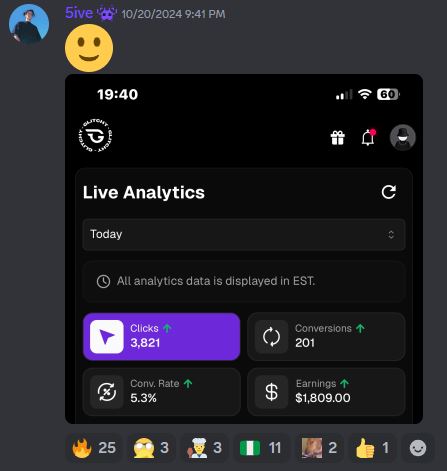 5ive 10/20/2024 9:41 PM
19:40
60
GLITCHY · GLITCHY · GLITCHY
Live Analytics
Today
All analytics data is displayed in EST.
Clicks
3,821
Conversions
201
Conv. Rate
5.3%
Earnings
$1,809.00
25 3 3 11 2 1